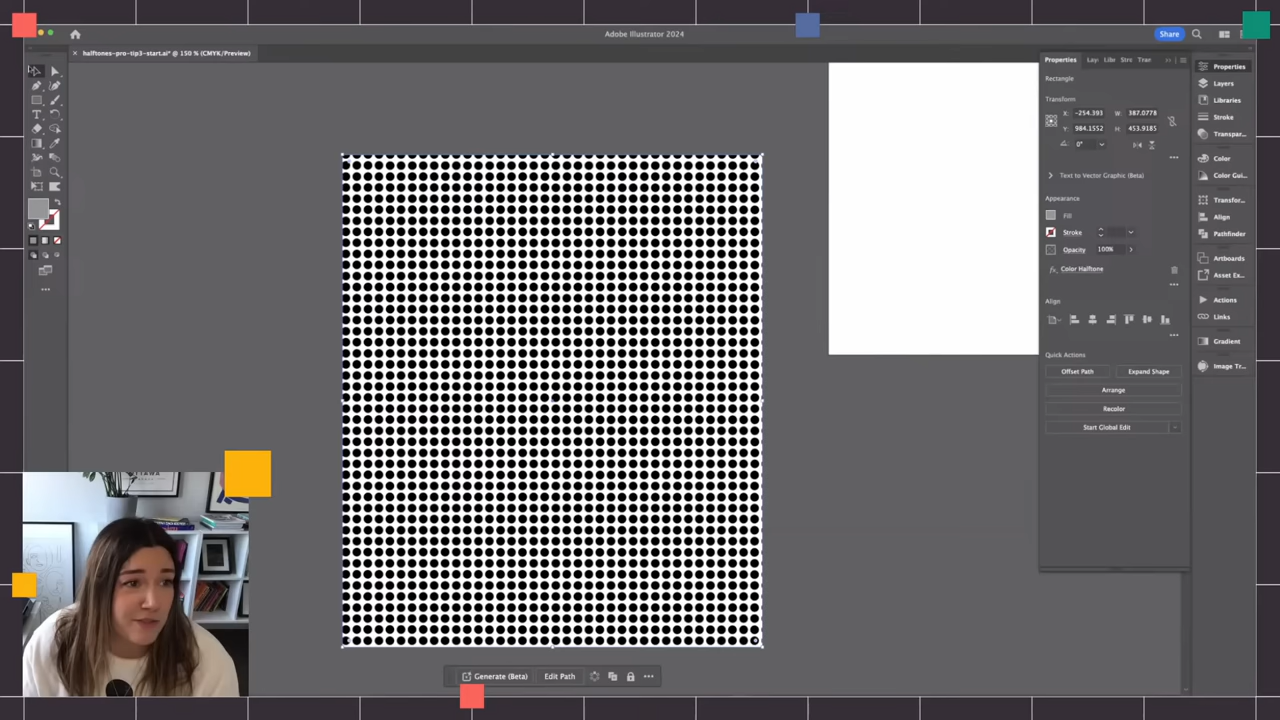 Adobe Illustrator 2024
Share
halftones-pro-tip3-start.ai* @ 150 % (CMYK/Preview)
Properties
Lay
Libe
Stro
Tran
Rectangle
Transform
X: -254.393
W: 387.0778
Y: 984.1552
H: 453.9185
0°
Text to Vector Graphic (Beta)
Appearance
Fill
Stroke
Opacity
100%
Color Halftone
Align
Quick Actions
Offset Path
Expand Shape
Arrange
Recolor
Start Global Edit
Properties
Layers
Libraries
Stroke
Transpar...
Color
Color Gui...
Transfor...
Align
Pathfinder
Artboards
Asset Ex...
Actions
Links
Gradient
Image Tr...
Generate (Beta)
Edit Path